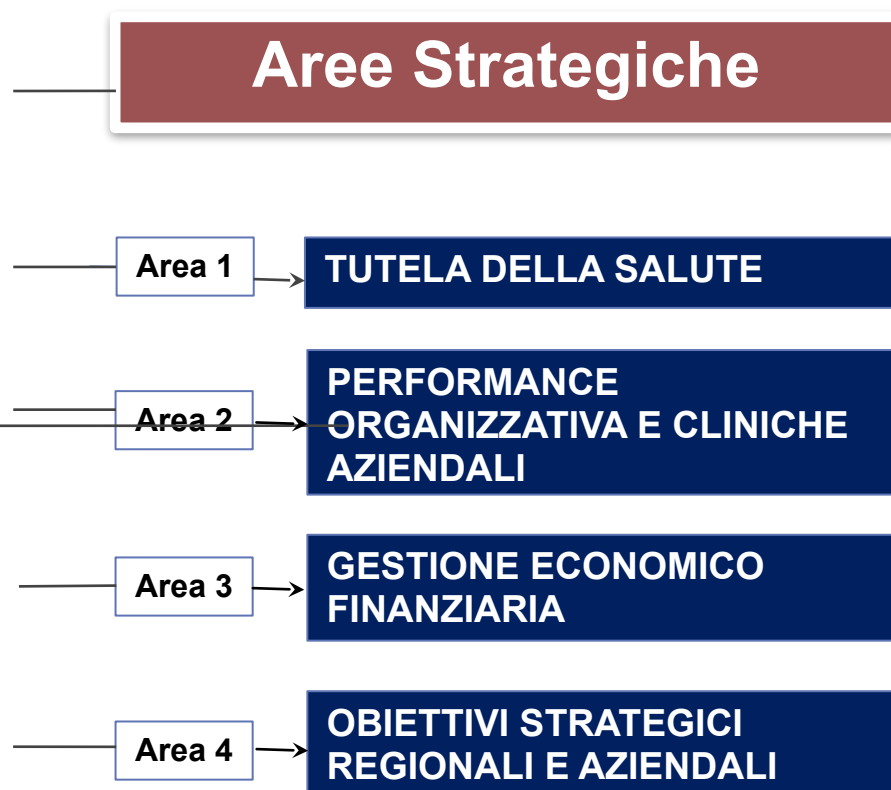 Aree Strategiche
Area 1
TUTELA DELLA SALUTE
Area 2
PERFORMANCE
ORGANIZZATIVA E CLINICHE
AZIENDALI
Area 3
GESTIONE ECONOMICO
FINANZIARIA
Area 4
OBIETTIVI STRATEGICI
REGIONALI E AZIENDALI